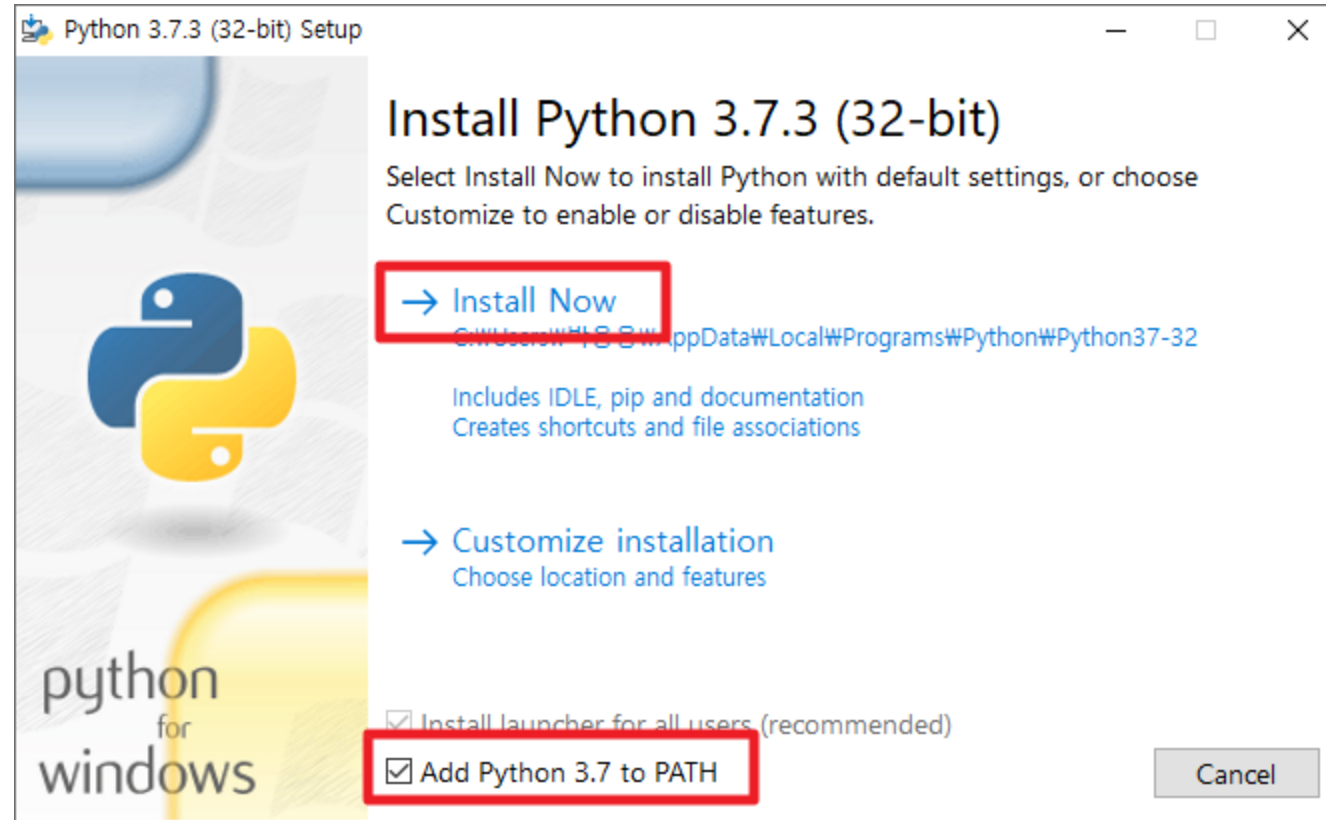 Python 3.7.3 (32-bit) Setup
Install Python 3.7.3 (32-bit)
Select Install Now to install Python with default settings, or choose
Customize to enable or disable features.
→ Install Now
AppData₩Local₩Programs₩Python₩Python37-32
Includes IDLE, pip and documentation
Creates shortcuts and file associations
→ Customize installation
Choose location and features
python
for
windows
Install launcher for all users (recommended)
Add Python 3.7 to PATH
Cancel